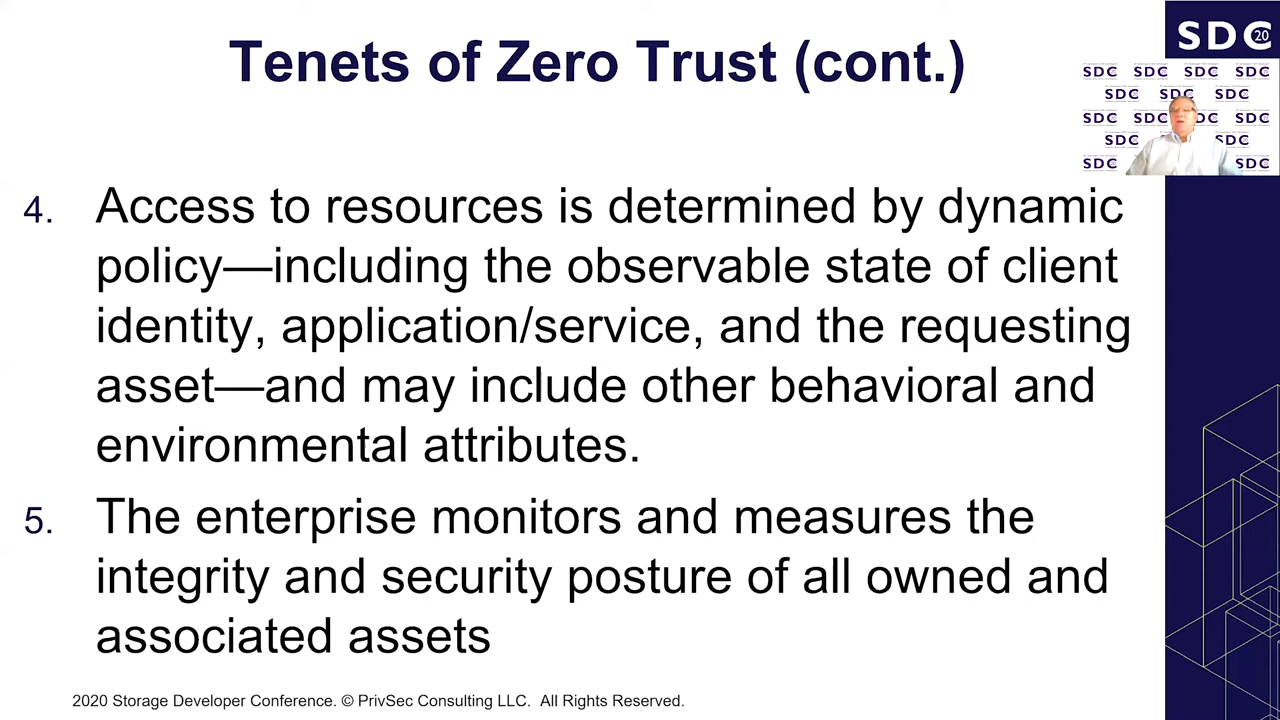 Tenets of Zero Trust (cont.)
SDC 20
SDC SDC SDC SDC
SDC SDC SDC
SDC SDC DC SDC
SDC SDC
SDC SDC
4. Access to resources is determined by dynamic
policy—including the observable state of client
identity, application/service, and the requesting
asset—and may include other behavioral and
environmental attributes.
5. The enterprise monitors and measures the
integrity and security posture of all owned and
associated assets
2020 Storage Developer Conference. © PrivSec Consulting LLC. All Rights Reserved.